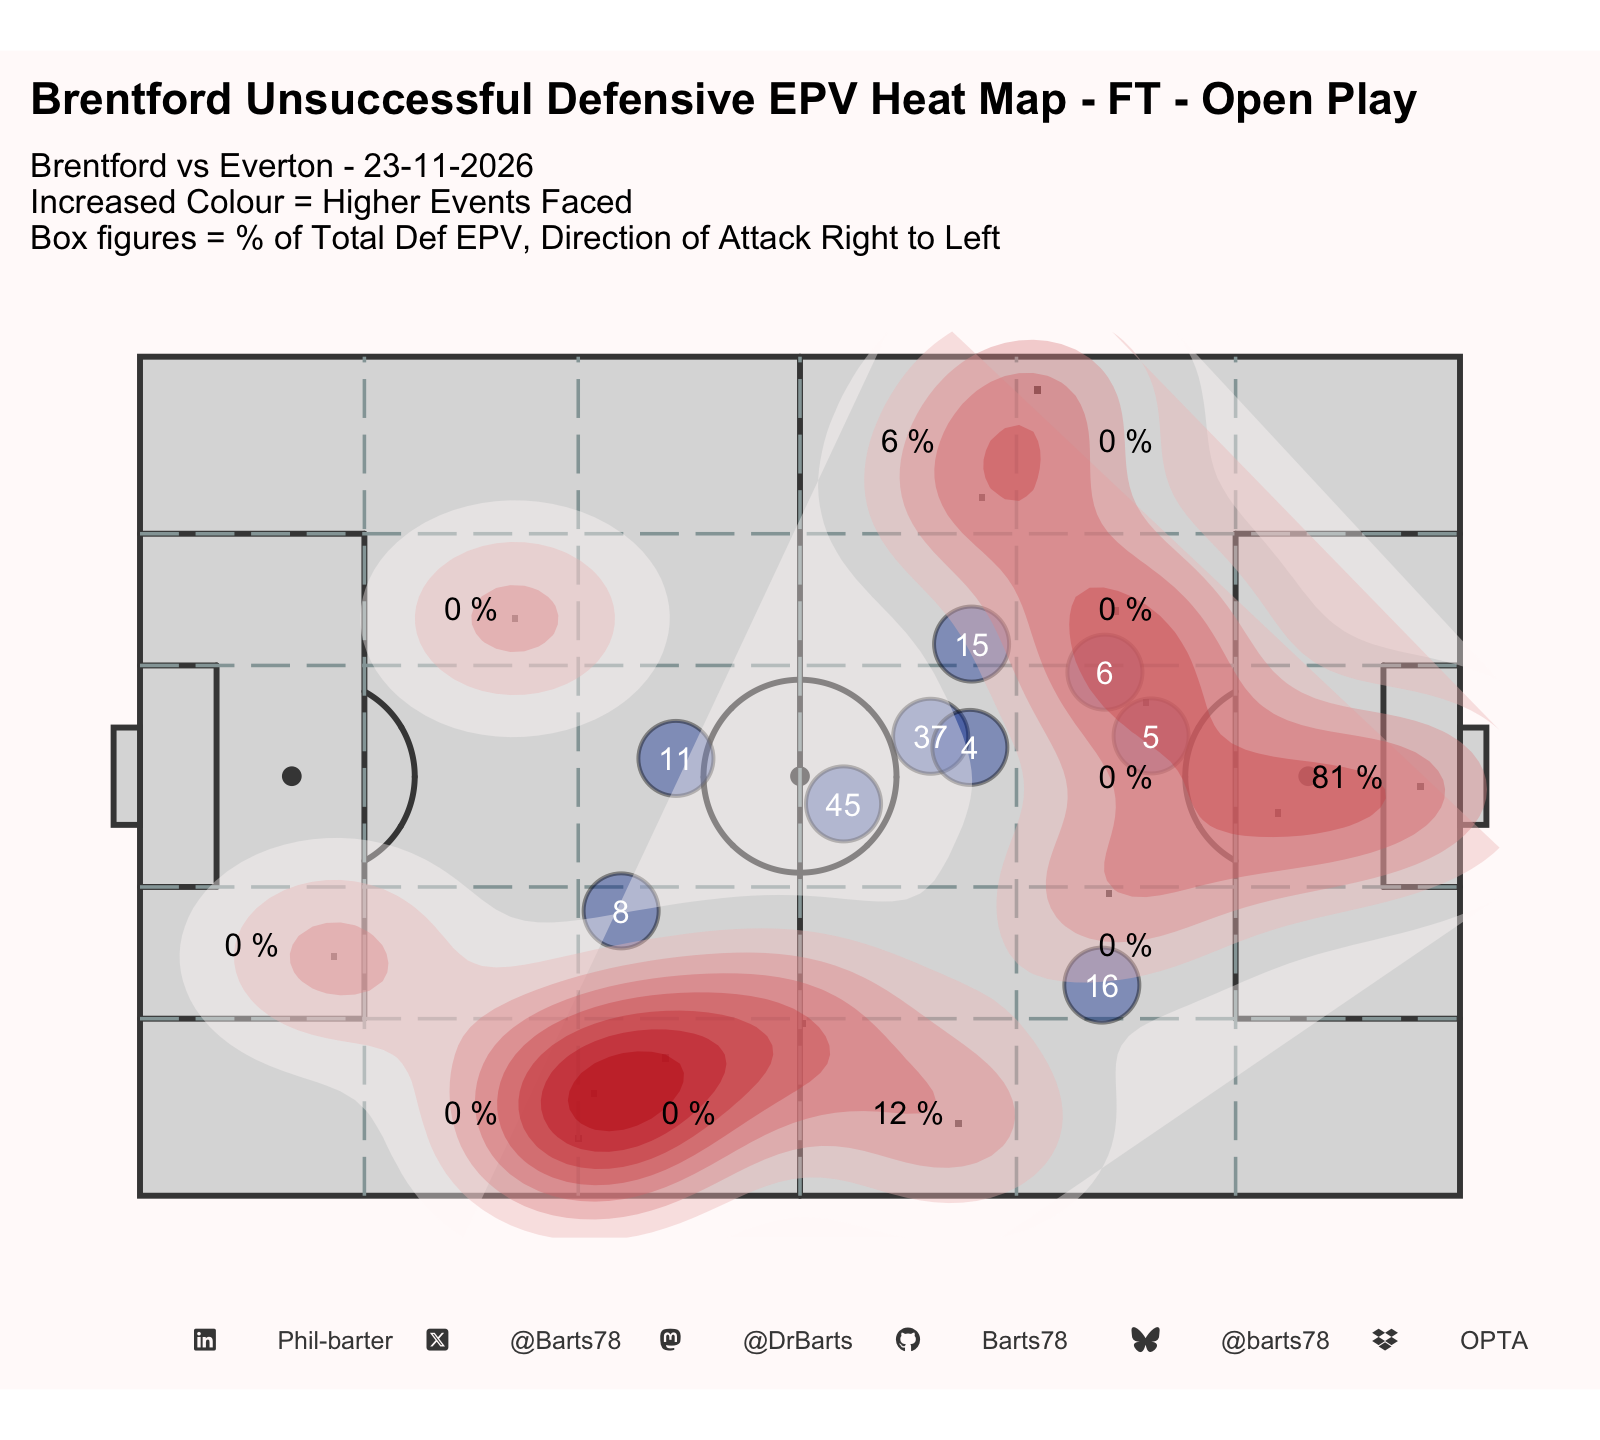 Brentford Unsuccessful Defensive EPV Heat Map - FT - Open Play
Brentford vs Everton - 23-11-2026
Increased Colour = Higher Events Faced
Box figures = % of Total Def EPV, Direction of Attack Right to Left
6 %
0 %
0 %
0 %
15
6
37
4
5
11
0 %
81 %
45
8
0 %
0 %
16
0 %
0 %
12 %
Phil-barter
@Barts78
@DrBarts
Barts78
@barts78
OPTA